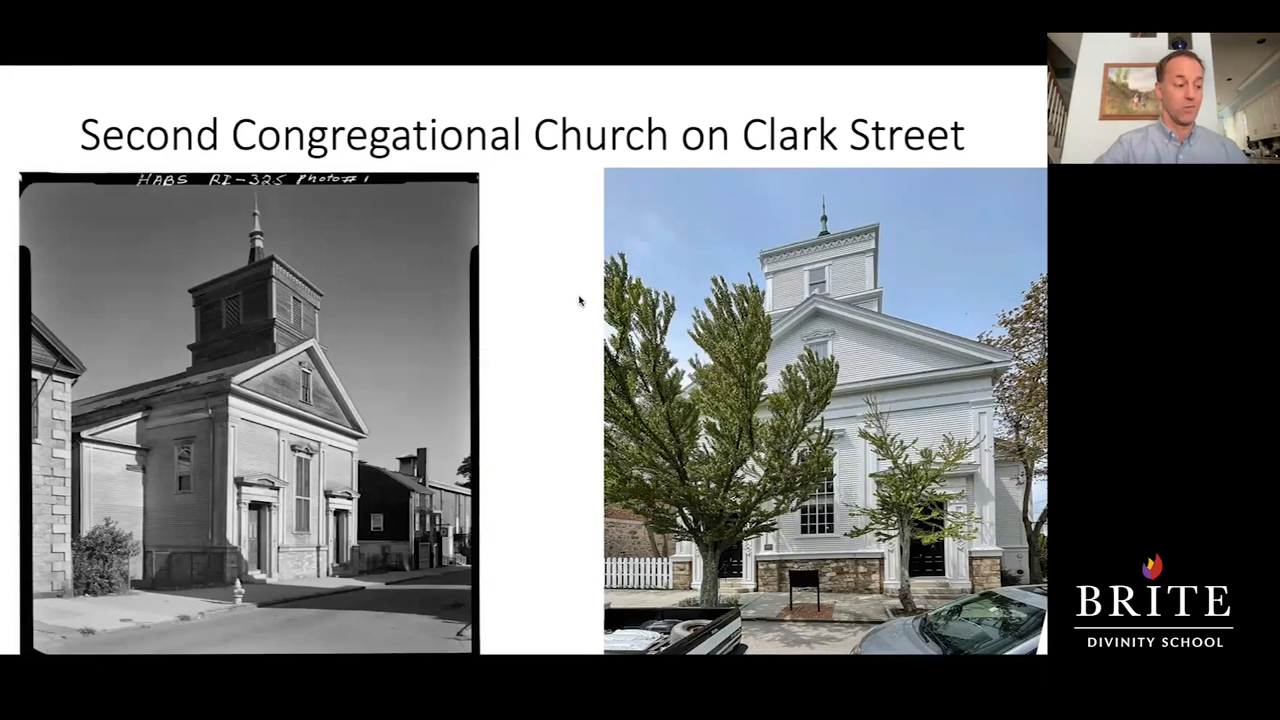 Second Congregational Church on Clark Street
HABS RI-325 Photo# 1
BRITE
DIVINITY SCHOOL